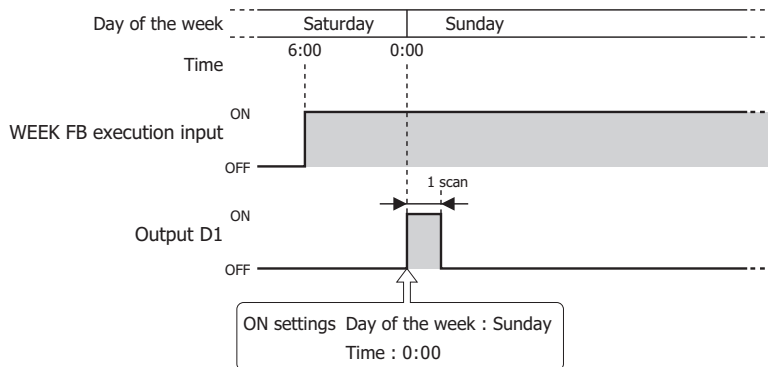 Day of the week Saturday Sunday
Time 6:00 0:00
ON
WEEK FB execution input
OFF
1 scan
ON
Output D1
OFF
ON settings Day of the week : Sunday
Time : 0:00